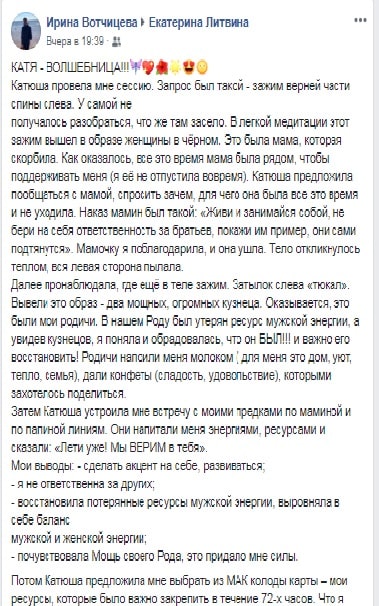 Ирина Вотчицева ▸ Екатерина Литвина
Вчера в 19:39 ·
КАТЯ - ВОЛШЕБНИЦА!!!
Катюша провела мне сессию. Запрос был такой - зажим верней части
спины слева. У самой не
получалось разобраться, что же там засело. В легкой медитации этот
зажим вышел в образе женщины в чёрном. Это была мама, которая
скорбила. Как оказалось, все это время мама была рядом, чтобы
поддерживать меня (я её не отпустила вовремя). Катюша предложила
пообщаться с мамой, спросить зачем, для чего она была все это время
и не уходила. Наказ мамин был такой: «Живи и занимайся собой, не
бери на себя ответственность за братьев, покажи им пример, они сами
подтянутся». Мамочку я поблагодарила, и она ушла. Тело откликнулось
теплом, вся левая сторона пылала.
Далее пронаблюдала, где ещё в теле зажим. Затылок слева «тюкал».
Вывели это образ - два мощных, огромных кузнеца. Оказывается, это
были мои родичи. В нашем Роду был утерян ресурс мужской энергии, а
увидев кузнецов, я поняла и обрадовалась, что он БЫЛ!!! и важно его
восстановить! Родичи напоили меня молоком ( для меня это дом, уют,
тепло, семья), дали конфеты (сладость, удовольствие), которыми
захотелось поделиться.
Затем Катюша устроила мне встречу с моими предками по маминой и
по папиной линиям. Они напитали меня энергиями, ресурсами и
сказали: «Лети уже! Мы ВЕРИМ в тебя».
Мои выводы: - сделать акцент на себе, развиваться;
- я не ответственна за других;
- восстановила потерянные ресурсы мужской энергии, выровняла в
себе баланс
мужской и женской энергии;
- почувствовала Мощь своего Рода, это придало мне силы.
Потом Катюша предложила мне выбрать из МАК колоды карты – мои
ресурсы, которые было важно закрепить в течение 72-х часов. Что я